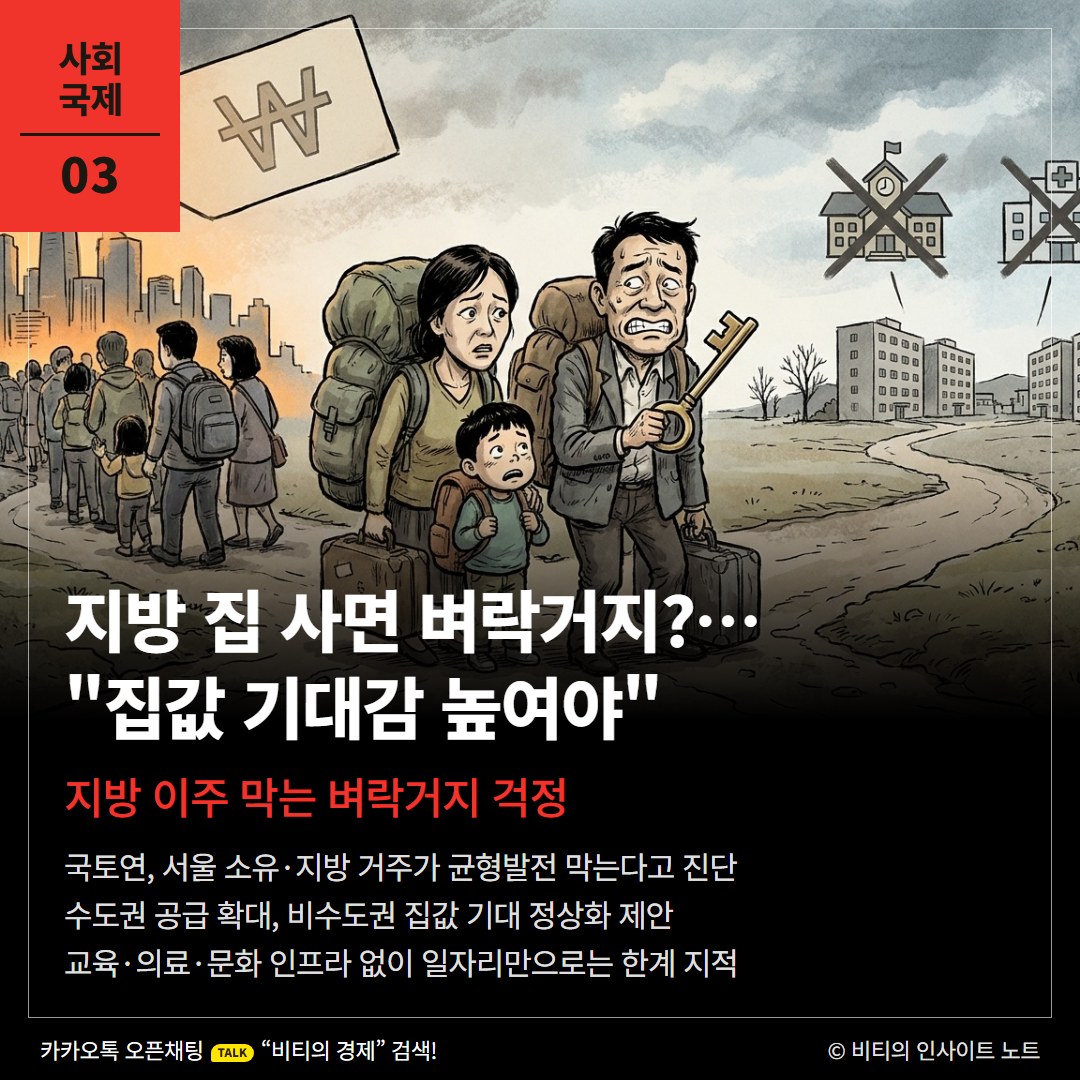 사회
국제
03
₩
지방 집 사면 벼락거지?…
"집값 기대감 높여야"
지방 이주 막는 벼락거지 걱정
국토연, 서울 소유·지방 거주가 균형발전 막는다고 진단
수도권 공급 확대, 비수도권 집값 기대 정상화 제안
교육·의료·문화 인프라 없이 일자리만으로는 한계 지적
카카오톡 오픈채팅 TALK “비티의 경제” 검색!
© 비티의 인사이트 노트